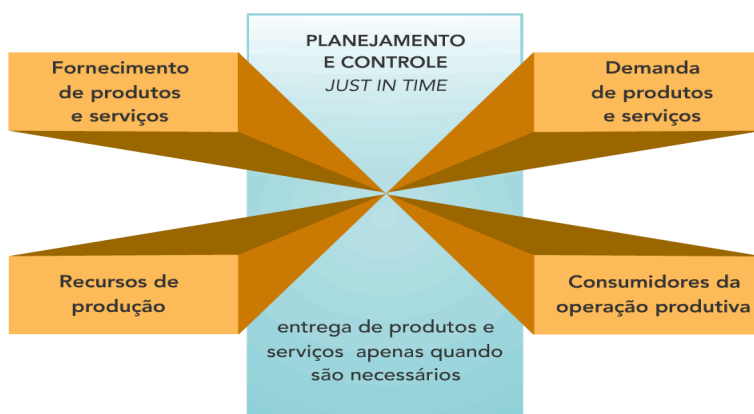 PLANEJAMENTO
E CONTROLE
JUST IN TIME
Fornecimento
de produtos
e serviços
Demanda
de produtos
e serviços
Recursos de
produção
Consumidores da
operação produtiva
entrega de produtos e
serviços apenas quando
são necessários